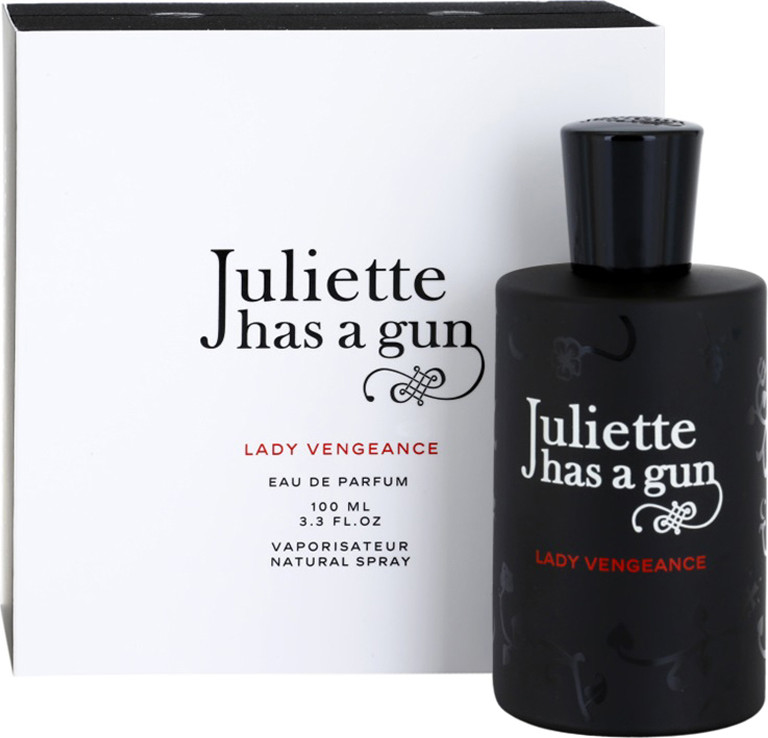 Juliette
has a gun
LADY VENGEANCE
EAU DE PARFUM
100 ML
3.3 FL.OZ
VAPORISATEUR
NATURAL SPRAY
Juliette
has a gun
LADY VENGEANCE